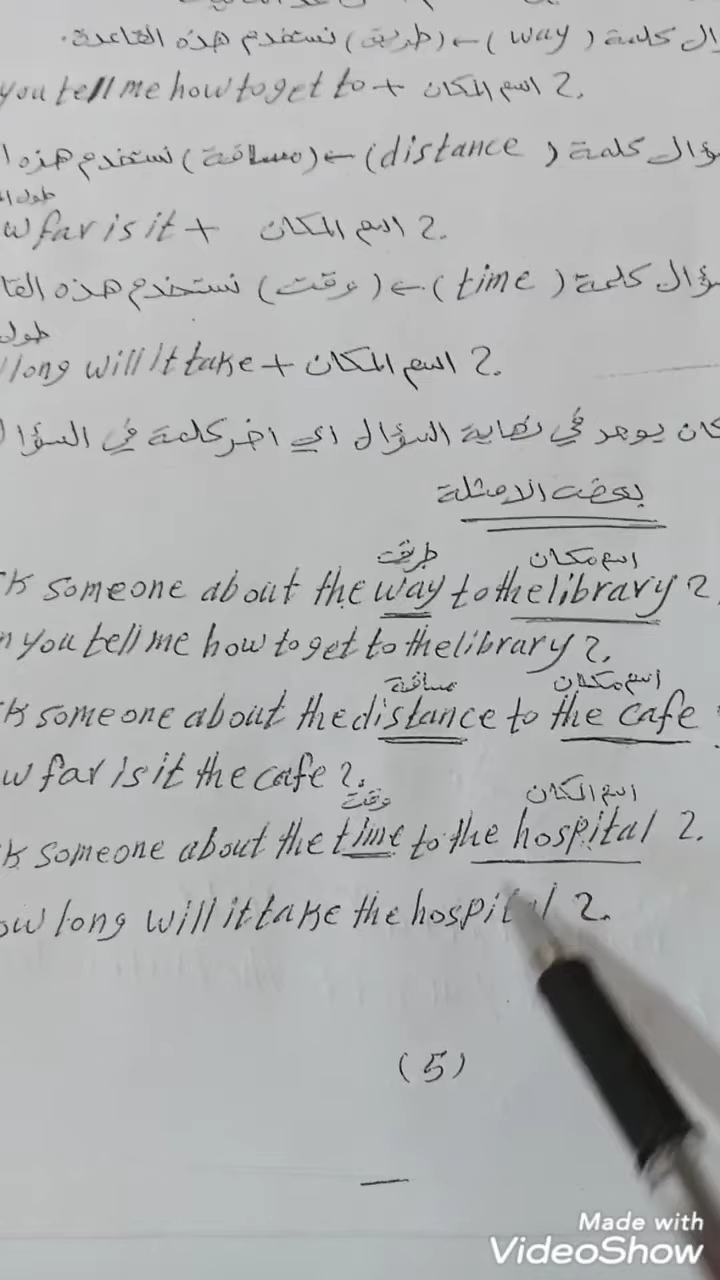 ال كلمة (way) ← (طريق) نستخدم هذه القاعدة.
you tell me how to get to + اسم المكان ?.
ؤال كلمة (distance) ← (مسافة) نستخدم هذه ا
طول ا
w far is it + اسم المكان ?.
سؤال كلمة (time) ← (وقت) نستخدم هذه القا
طول
long will it take + اسم المكان ?.
كان يوجد في نهاية السؤال اي اخر كلمة في السؤا
بعض الامثلة
طريق اسم مكان
k someone about the way to the library ?
n you tell me how to get to the library ?.
مسافة اسم مكان
k someone about the distance to the cafe ?
w far is it the cafe ?.
وقت اسم المكان
k someone about the time to the hospital ?.
ow long will it take the hospital ?.
(5)
Made with
VideoShow